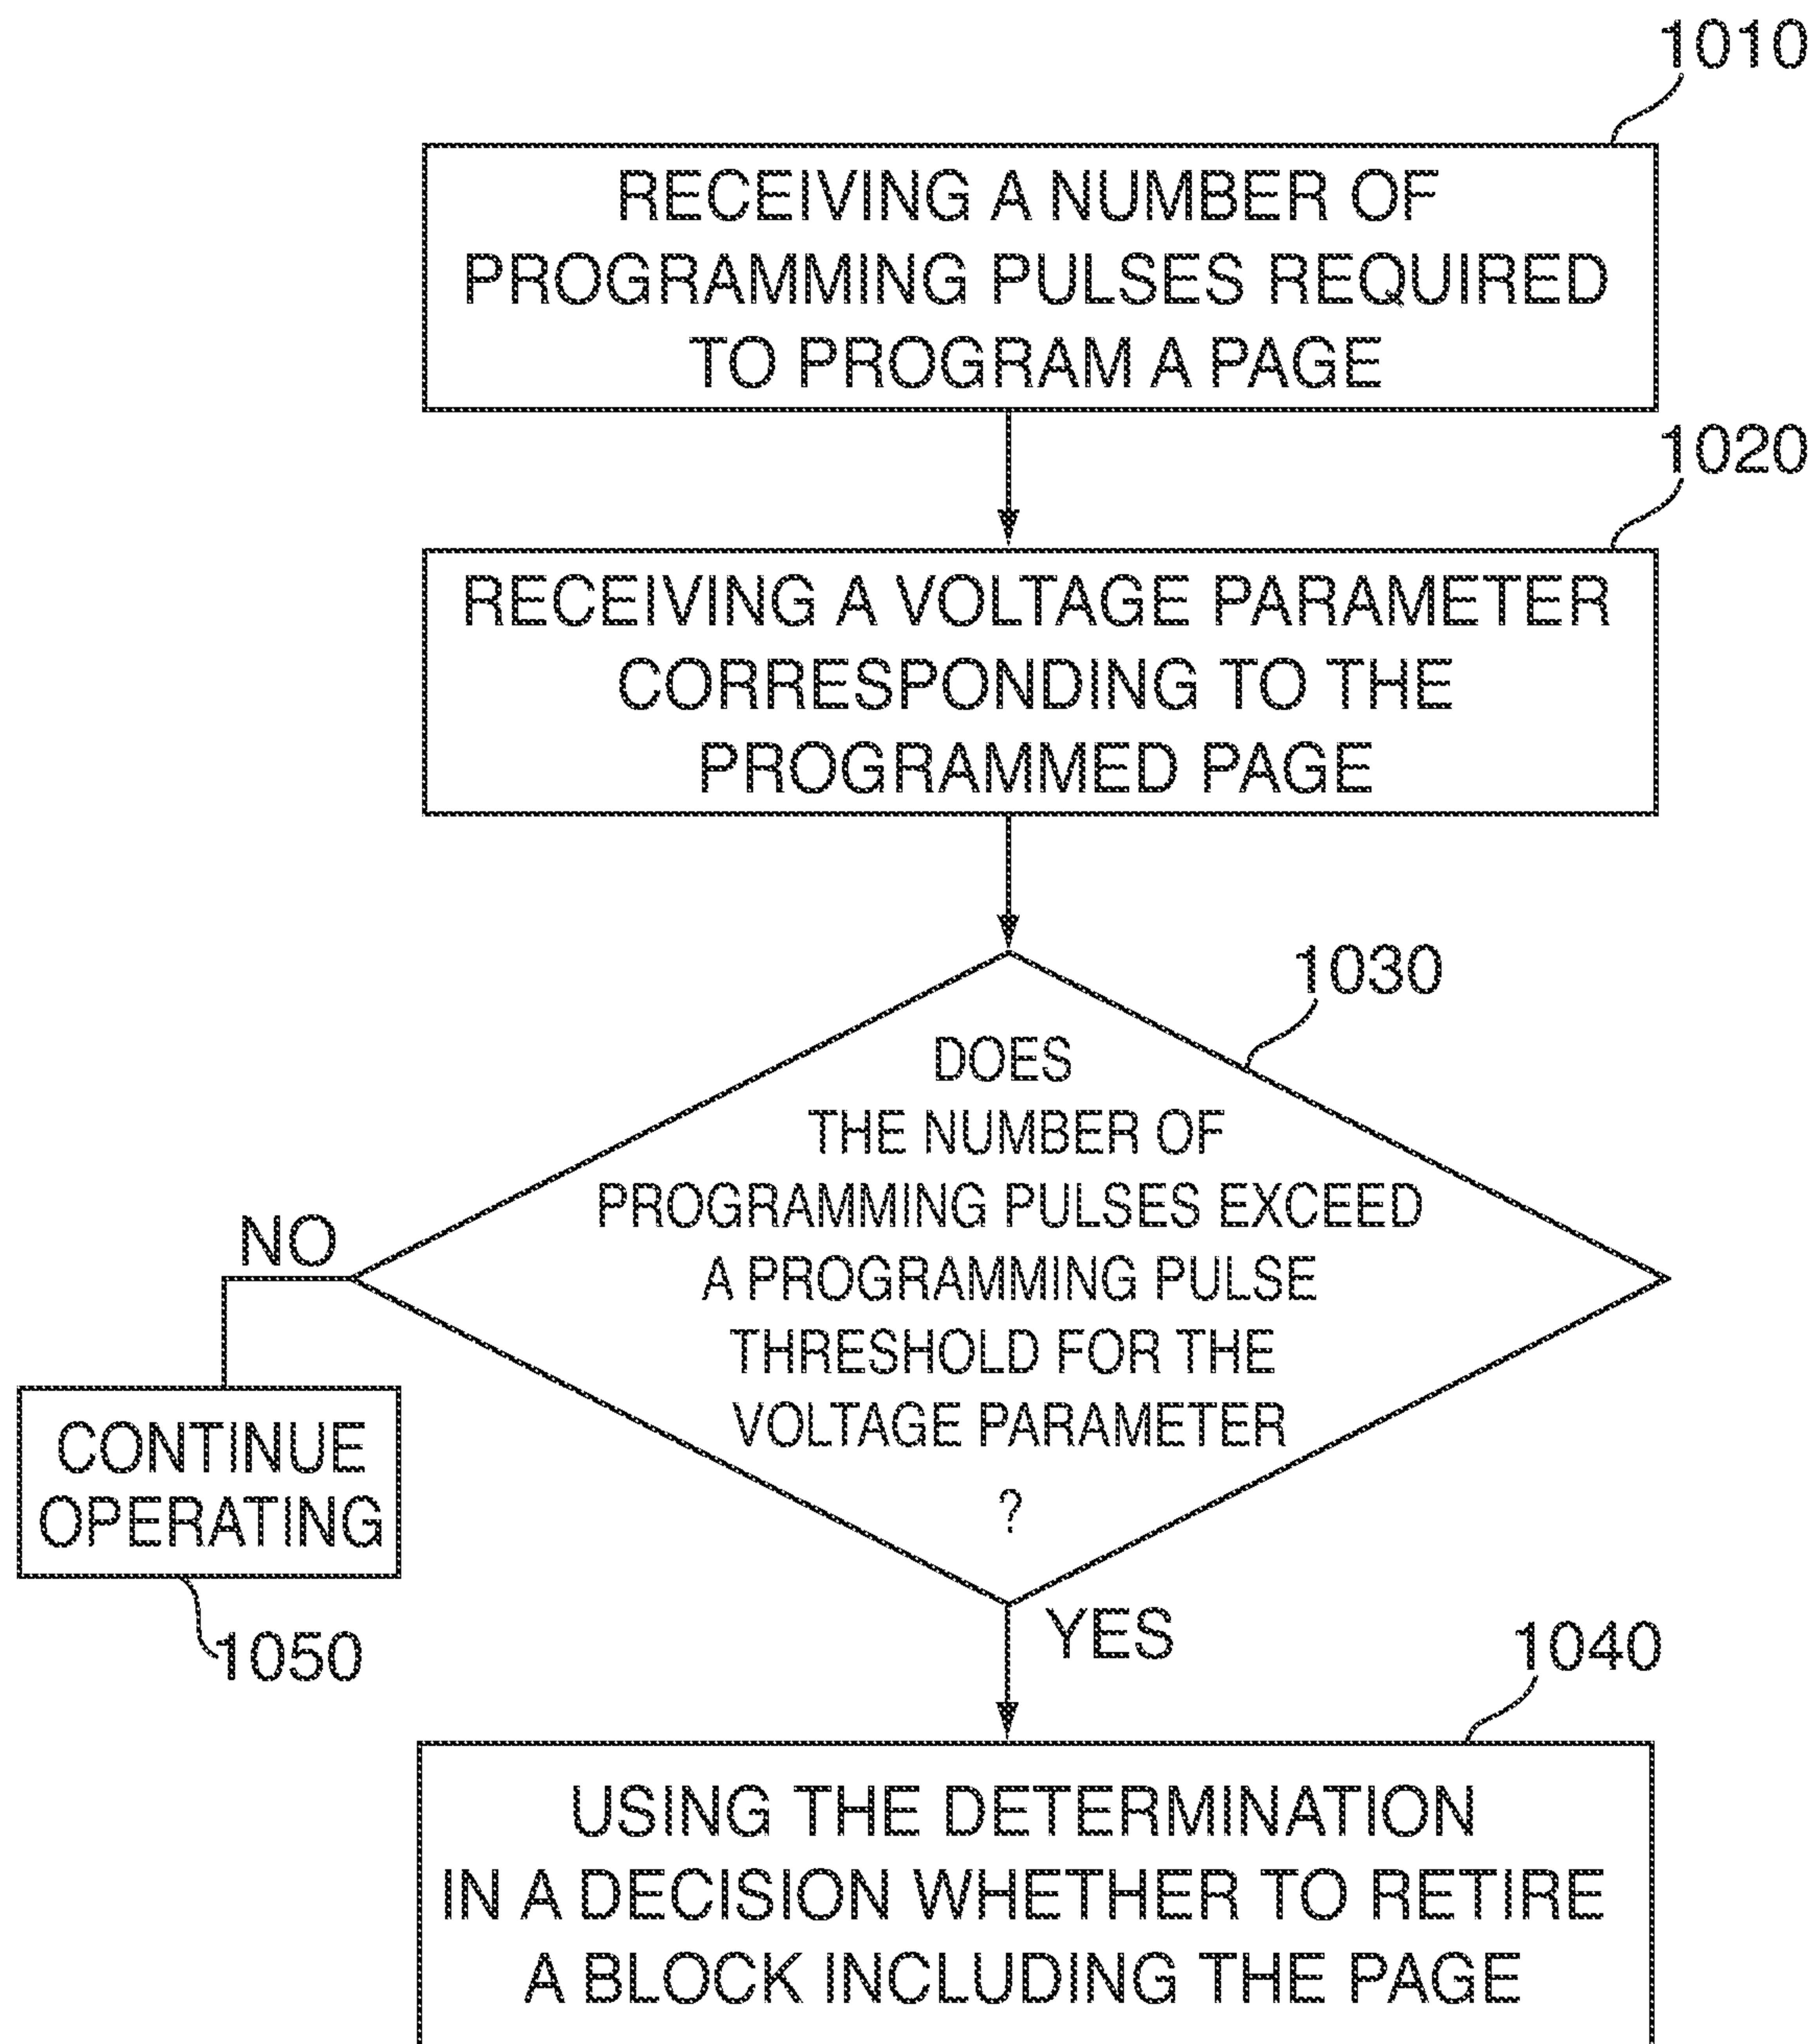 1010
RECEIVING A NUMBER OF
PROGRAMMING PULSES REQUIRED
TO PROGRAM A PAGE
1020
RECEIVING A VOLTAGE PARAMETER
CORRESPONDING TO THE
PROGRAMMED PAGE
1030
DOES
THE NUMBER OF
PROGRAMMING PULSES EXCEED
A PROGRAMMING PULSE
THRESHOLD FOR THE
VOLTAGE PARAMETER
?
NO
CONTINUE
OPERATING
1050
YES
1040
USING THE DETERMINATION
IN A DECISION WHETHER TO RETIRE
A BLOCK INCLUDING THE PAGE